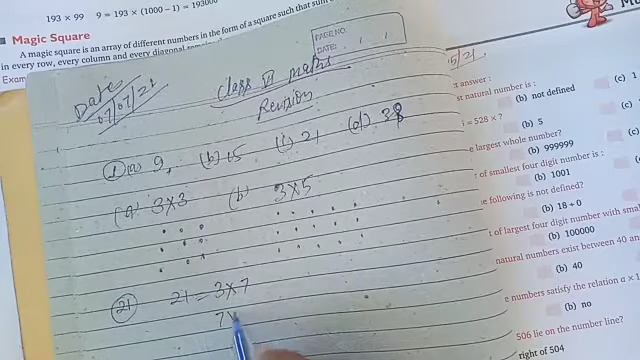 193 × 99 9 = 193 × (1000 – 1) = 193000
Magic Square
A magic square is an array of different numbers in the form of a square such that sum
in every row, every column and every diagonal
Exam
PAGE NO.
DATE:
Date
07/07/21
Class VI maths
Revision
① (a) 9, (b) 15 (c) 21 (d) 38
(a) 3×3 (b) 3×5
(21) 21 = 3×7
7×
/21
answer :
st natural number is :
(b) not defined
(c) 1
i = 528 × ?
(b) 5
(c)
e largest whole number?
(b) 999999
(c)
r of smallest four digit number is :
(b) 1001
e following is not defined?
(b) 18 ÷ 0
t of largest four digit number with smal
(b) 100000
natural numbers exist between 40 an
(b) 40
e numbers satisfy the relation a × 1
(b) no
506 lie on the number line?
right of 504